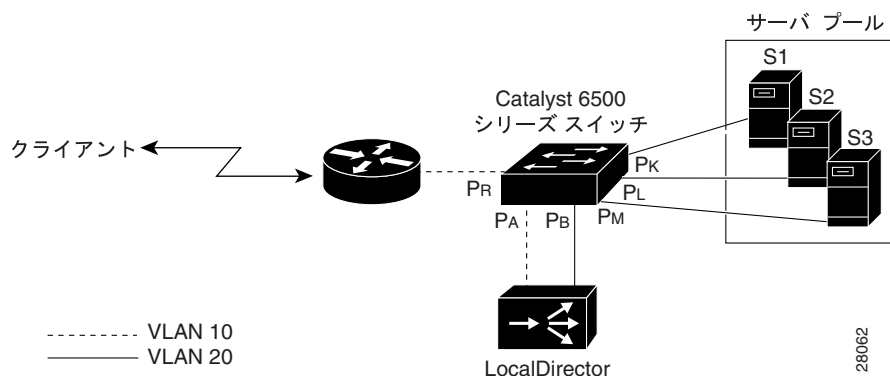 サーバ プール
S1
S2
S3
Catalyst 6500
シリーズ スイッチ
クライアント
PR
PK
PL
PM
PA
PB
VLAN 10
VLAN 20
LocalDirector
28062